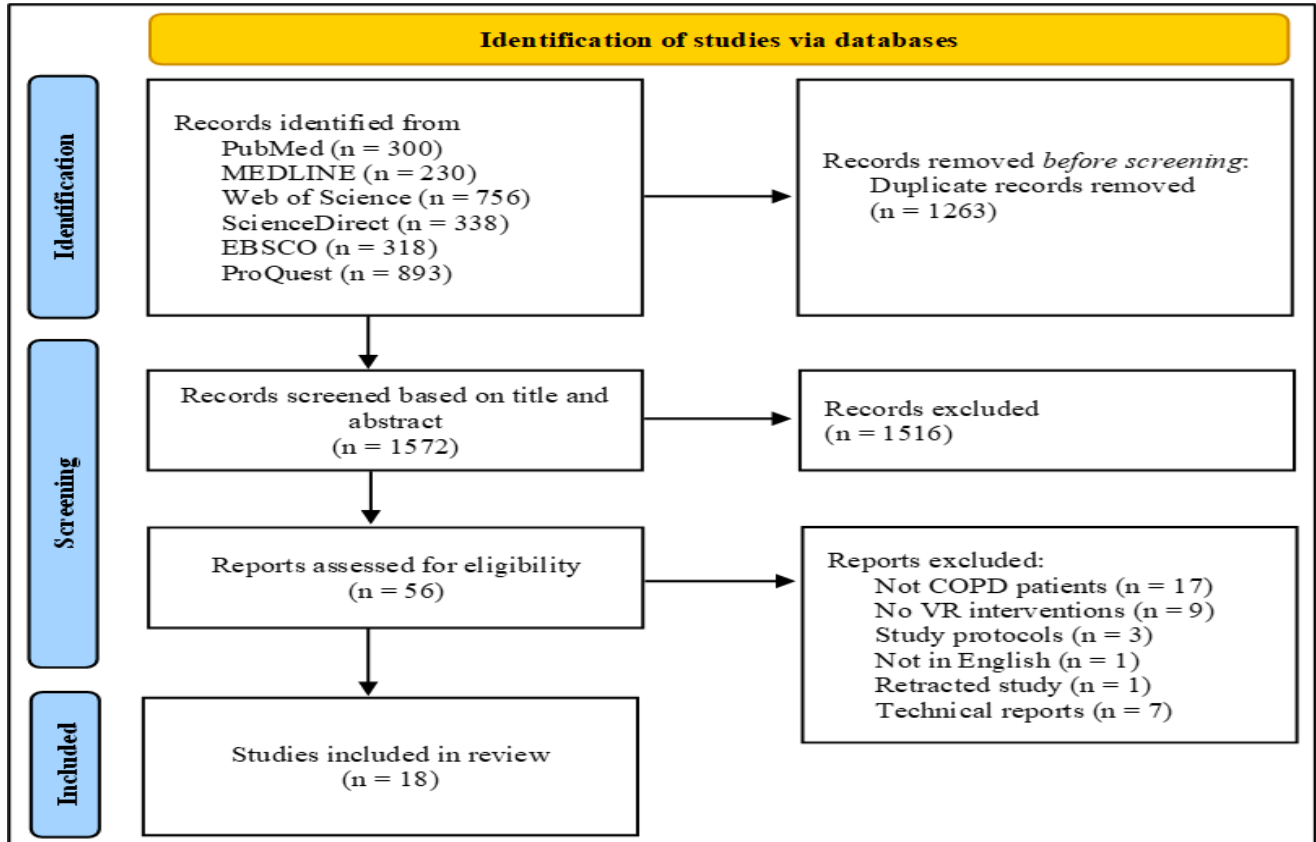 Identification of studies via databases
Identification
Records identified from
PubMed (n = 300)
MEDLINE (n = 230)
Web of Science (n = 756)
ScienceDirect (n = 338)
EBSCO (n = 318)
ProQuest (n = 893)
Records removed before screening:
Duplicate records removed
(n = 1263)
Screening
Records screened based on title and
abstract
(n = 1572)
Records excluded
(n = 1516)
Reports assessed for eligibility
(n = 56)
Reports excluded:
Not COPD patients (n = 17)
No VR interventions (n = 9)
Study protocols (n = 3)
Not in English (n = 1)
Retracted study (n = 1)
Technical reports (n = 7)
Included
Studies included in review
(n = 18)